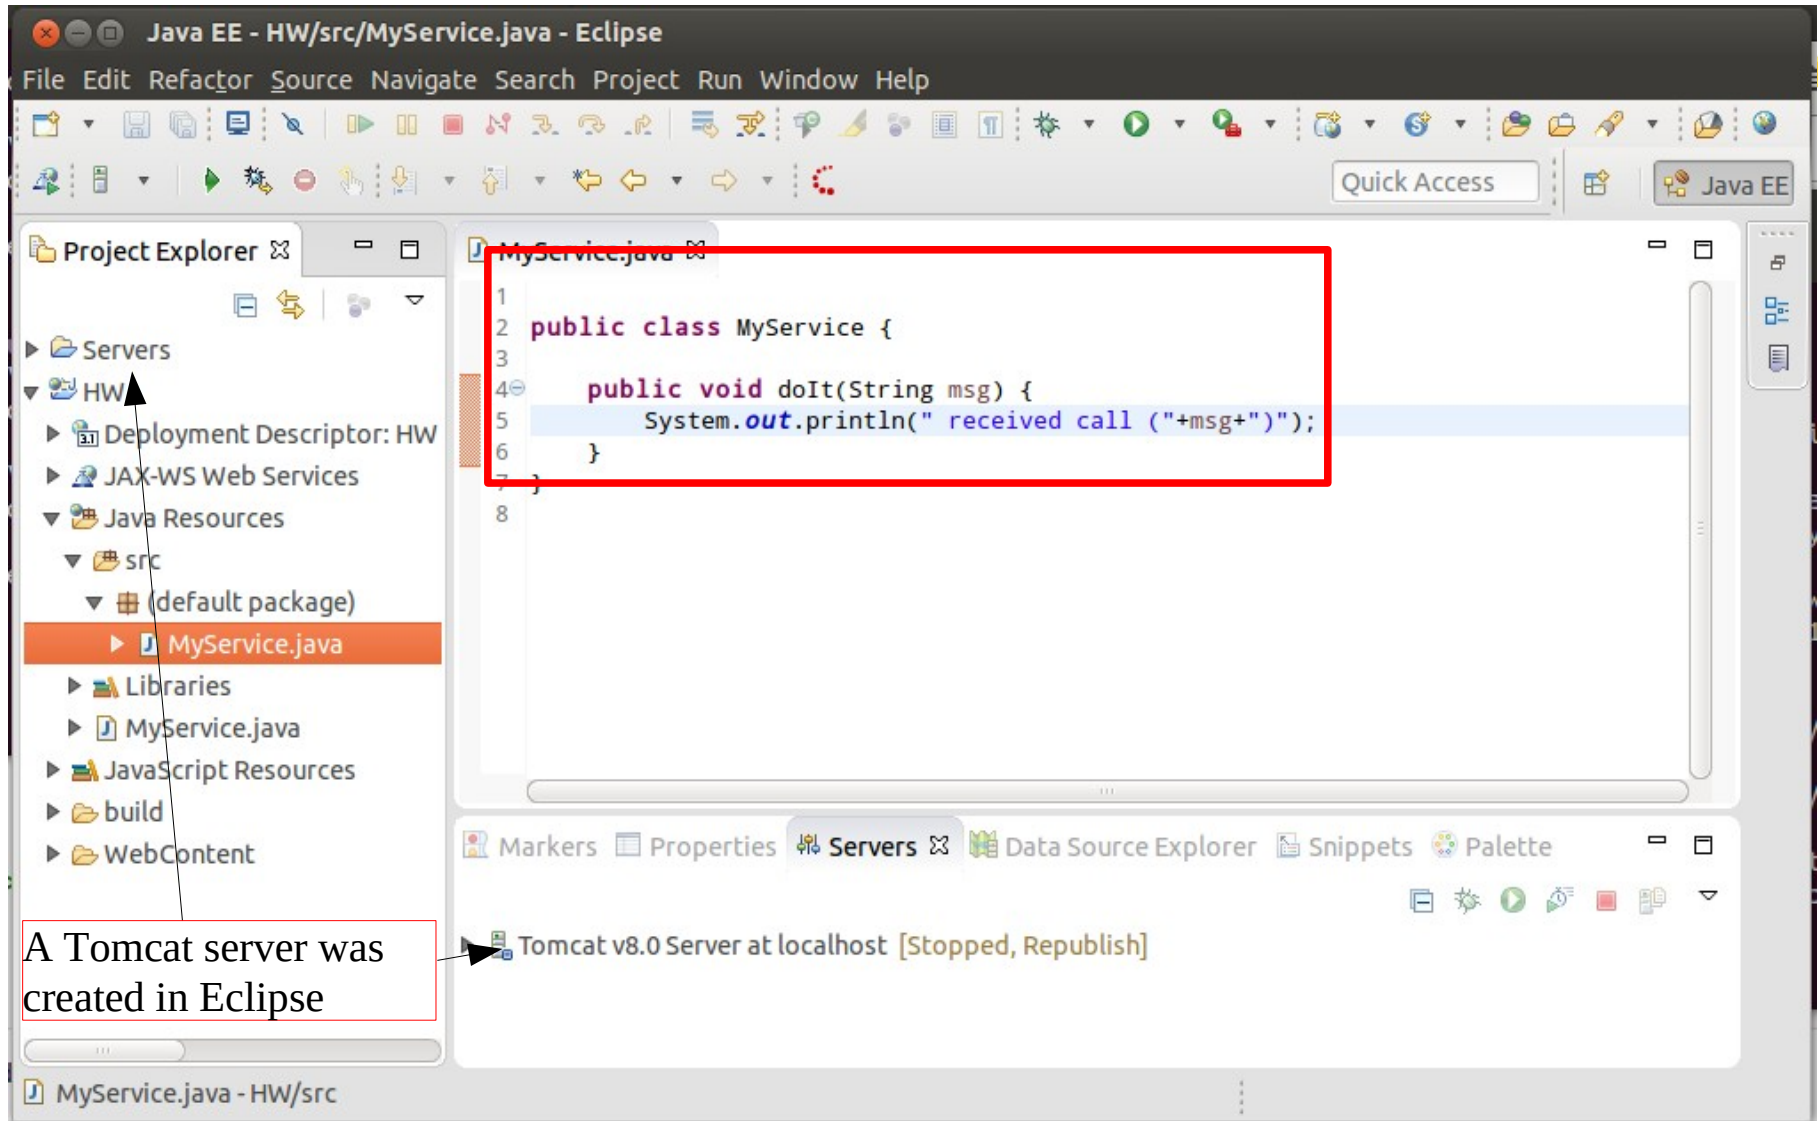 Java EE - HW/src/MyService.java - Eclipse
File Edit Refactor Source Navigate Search Project Run Window Help
Quick Access
Java EE
Project Explorer
Servers
HW
3.1 Deployment Descriptor: HW
JAX-WS Web Services
Java Resources
src
(default package)
MyService.java
Libraries
MyService.java
JavaScript Resources
build
WebContent
A Tomcat server was
created in Eclipse
MyService.java
1
2 public class MyService {
3
4 public void doIt(String msg) {
5 System.out.println(" received call ("+msg+")");
6 }
7 }
8
Markers Properties Servers Data Source Explorer Snippets Palette
Tomcat v8.0 Server at localhost [Stopped, Republish]
MyService.java - HW/src